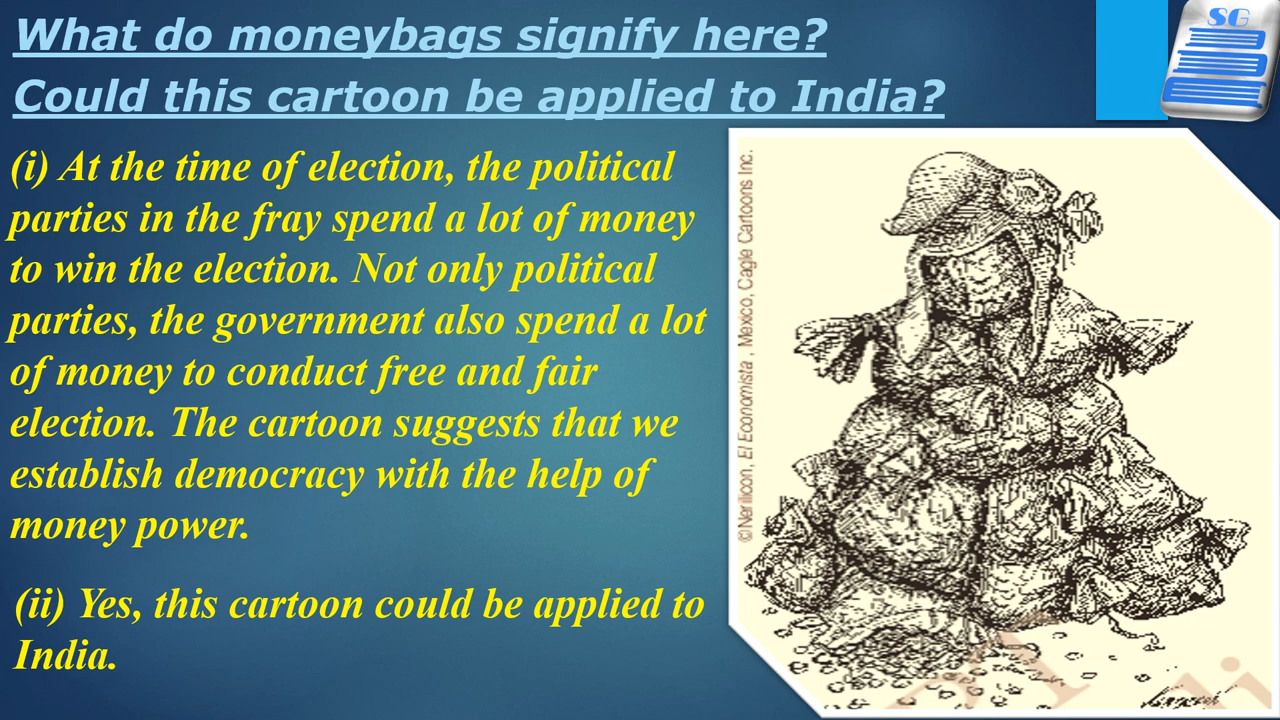 What do moneybags signify here?
Could this cartoon be applied to India?
SG
(i) At the time of election, the political
parties in the fray spend a lot of money
to win the election. Not only political
parties, the government also spend a lot
of money to conduct free and fair
election. The cartoon suggests that we
establish democracy with the help of
money power.
(ii) Yes, this cartoon could be applied to
India.
©Nerilicon, El Economista , Mexico, Cagle Cartoons Inc.